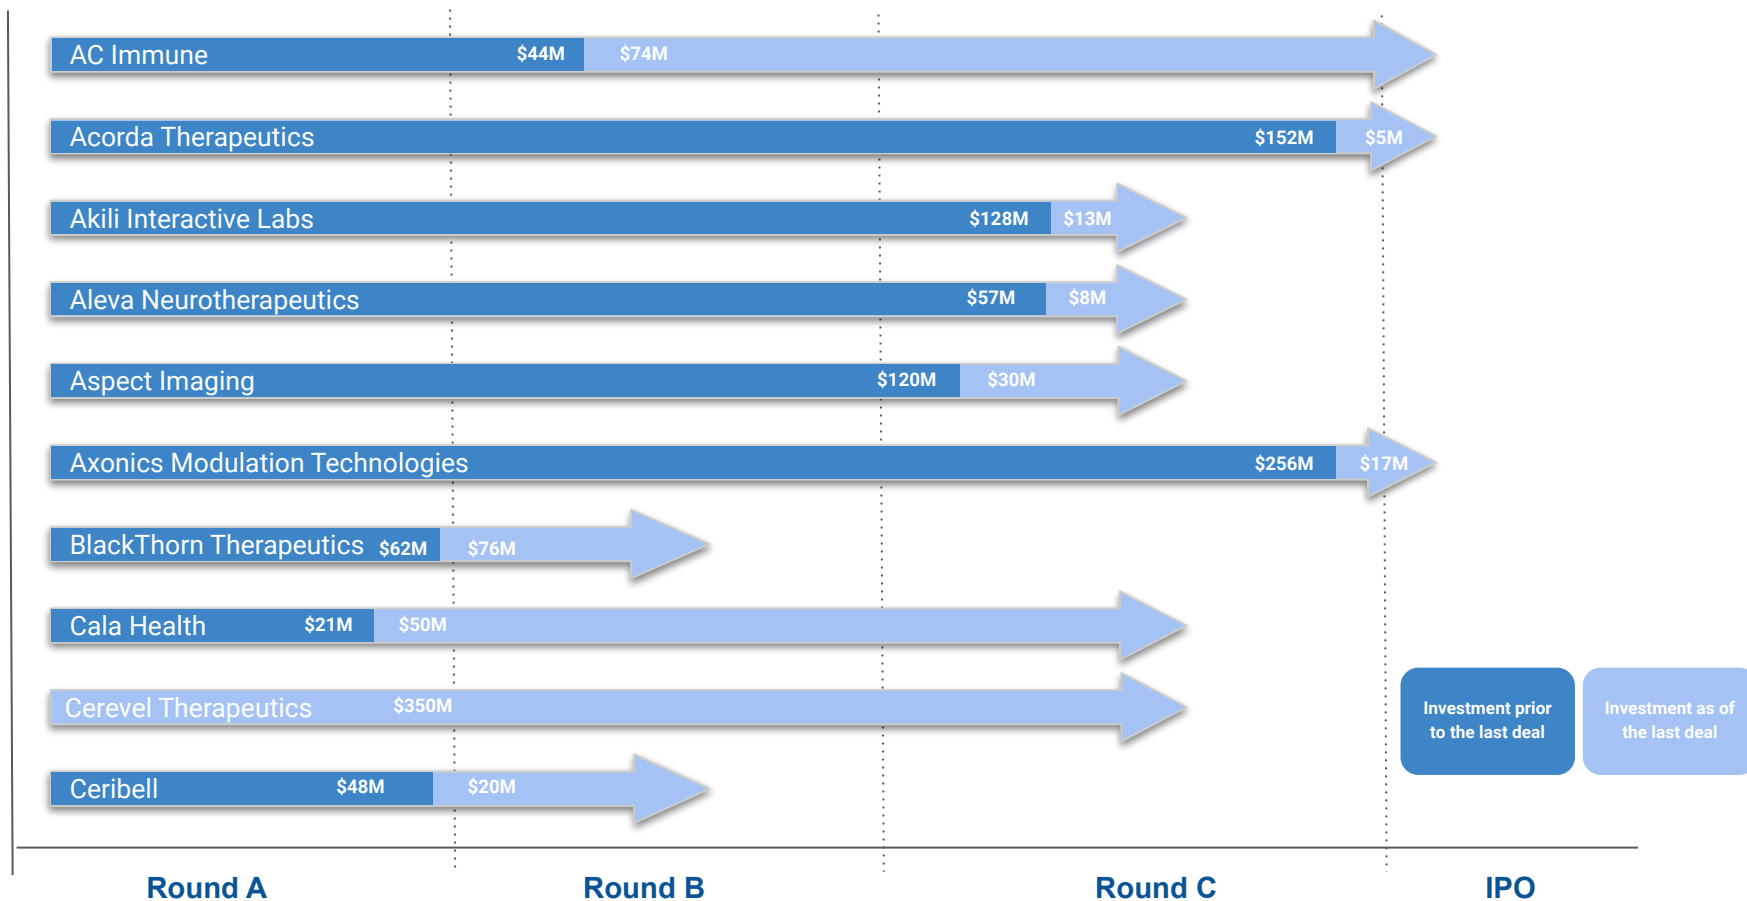 AC Immune $44M $74M
Acorda Therapeutics $152M $5M
Akili Interactive Labs $128M $13M
Aleva Neurotherapeutics $57M $8M
Aspect Imaging $120M $30M
Axonics Modulation Technologies $256M $17M
BlackThorn Therapeutics $62M $76M
Cala Health $21M $50M
Cerevel Therapeutics $350M
Ceribell $48M $20M
Investment prior
to the last deal
Investment as of
the last deal
Round A Round B Round C IPO